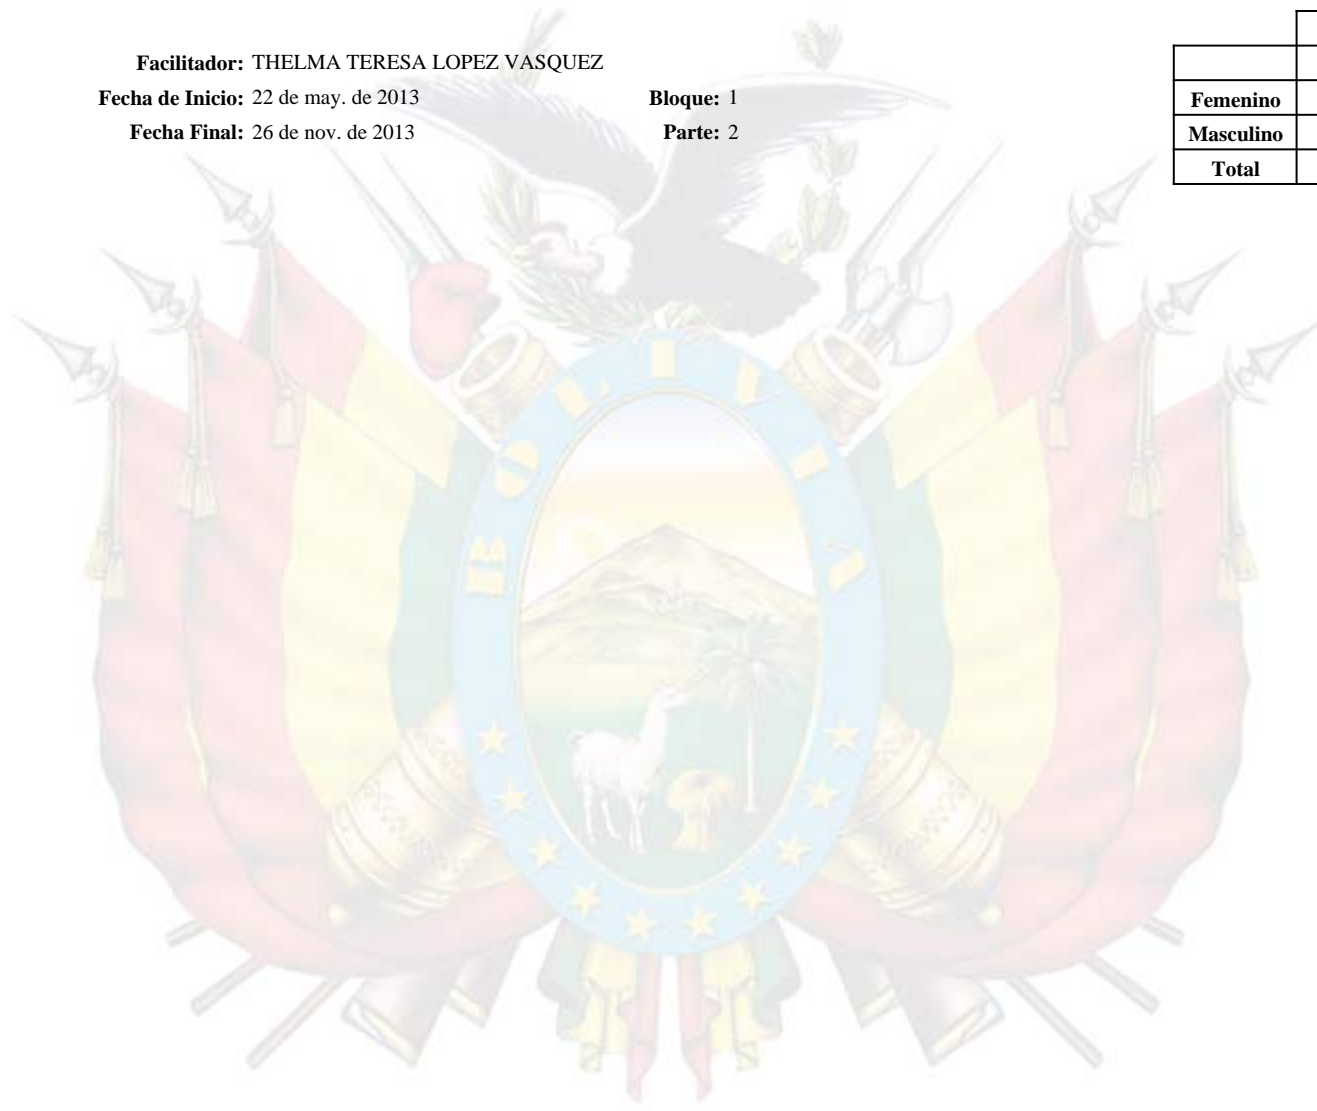 Facilitador: THELMA TERESA LOPEZ VASQUEZ
Fecha de Inicio: 22 de may. de 2013 Bloque: 1
Fecha Final: 26 de nov. de 2013 Parte: 2
Femenino
Masculino
Total
BOLIVIA